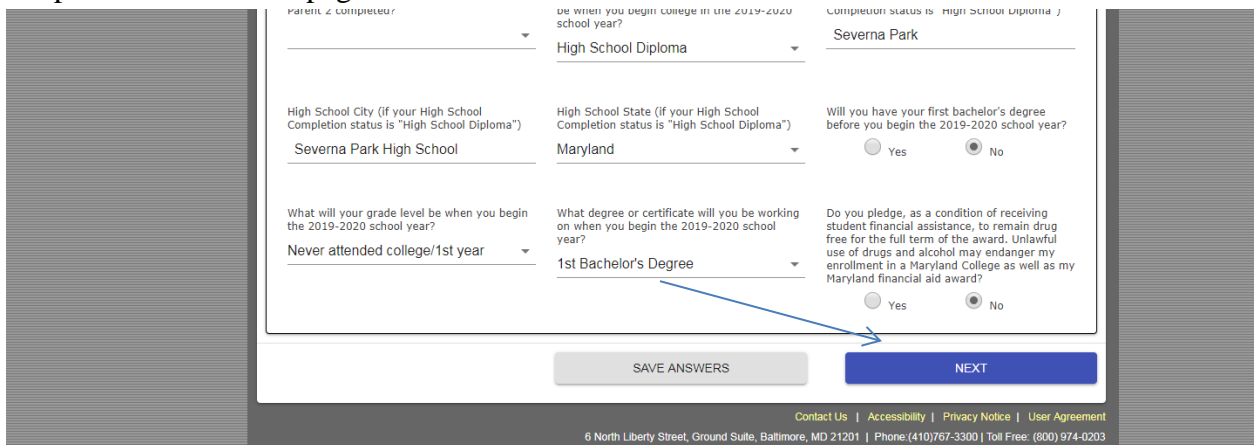 Parent 2 completed?
be when you begin college in the 2019-2020
school year?
High School Diploma
Completion status is "High School Diploma")
Severna Park
High School City (if your High School
Completion status is "High School Diploma")
Severna Park High School
High School State (if your High School
Completion status is "High School Diploma")
Maryland
Will you have your first bachelor's degree
before you begin the 2019-2020 school year?
Yes No
What will your grade level be when you begin
the 2019-2020 school year?
Never attended college/1st year
What degree or certificate will you be working
on when you begin the 2019-2020 school
year?
1st Bachelor's Degree
Do you pledge, as a condition of receiving
student financial assistance, to remain drug
free for the full term of the award. Unlawful
use of drugs and alcohol may endanger my
enrollment in a Maryland College as well as my
Maryland financial aid award?
Yes No
SAVE ANSWERS
NEXT
Contact Us | Accessibility | Privacy Notice | User Agreement
6 North Liberty Street, Ground Suite, Baltimore, MD 21201 | Phone:(410)767-3300 | Toll Free: (800) 974-0203